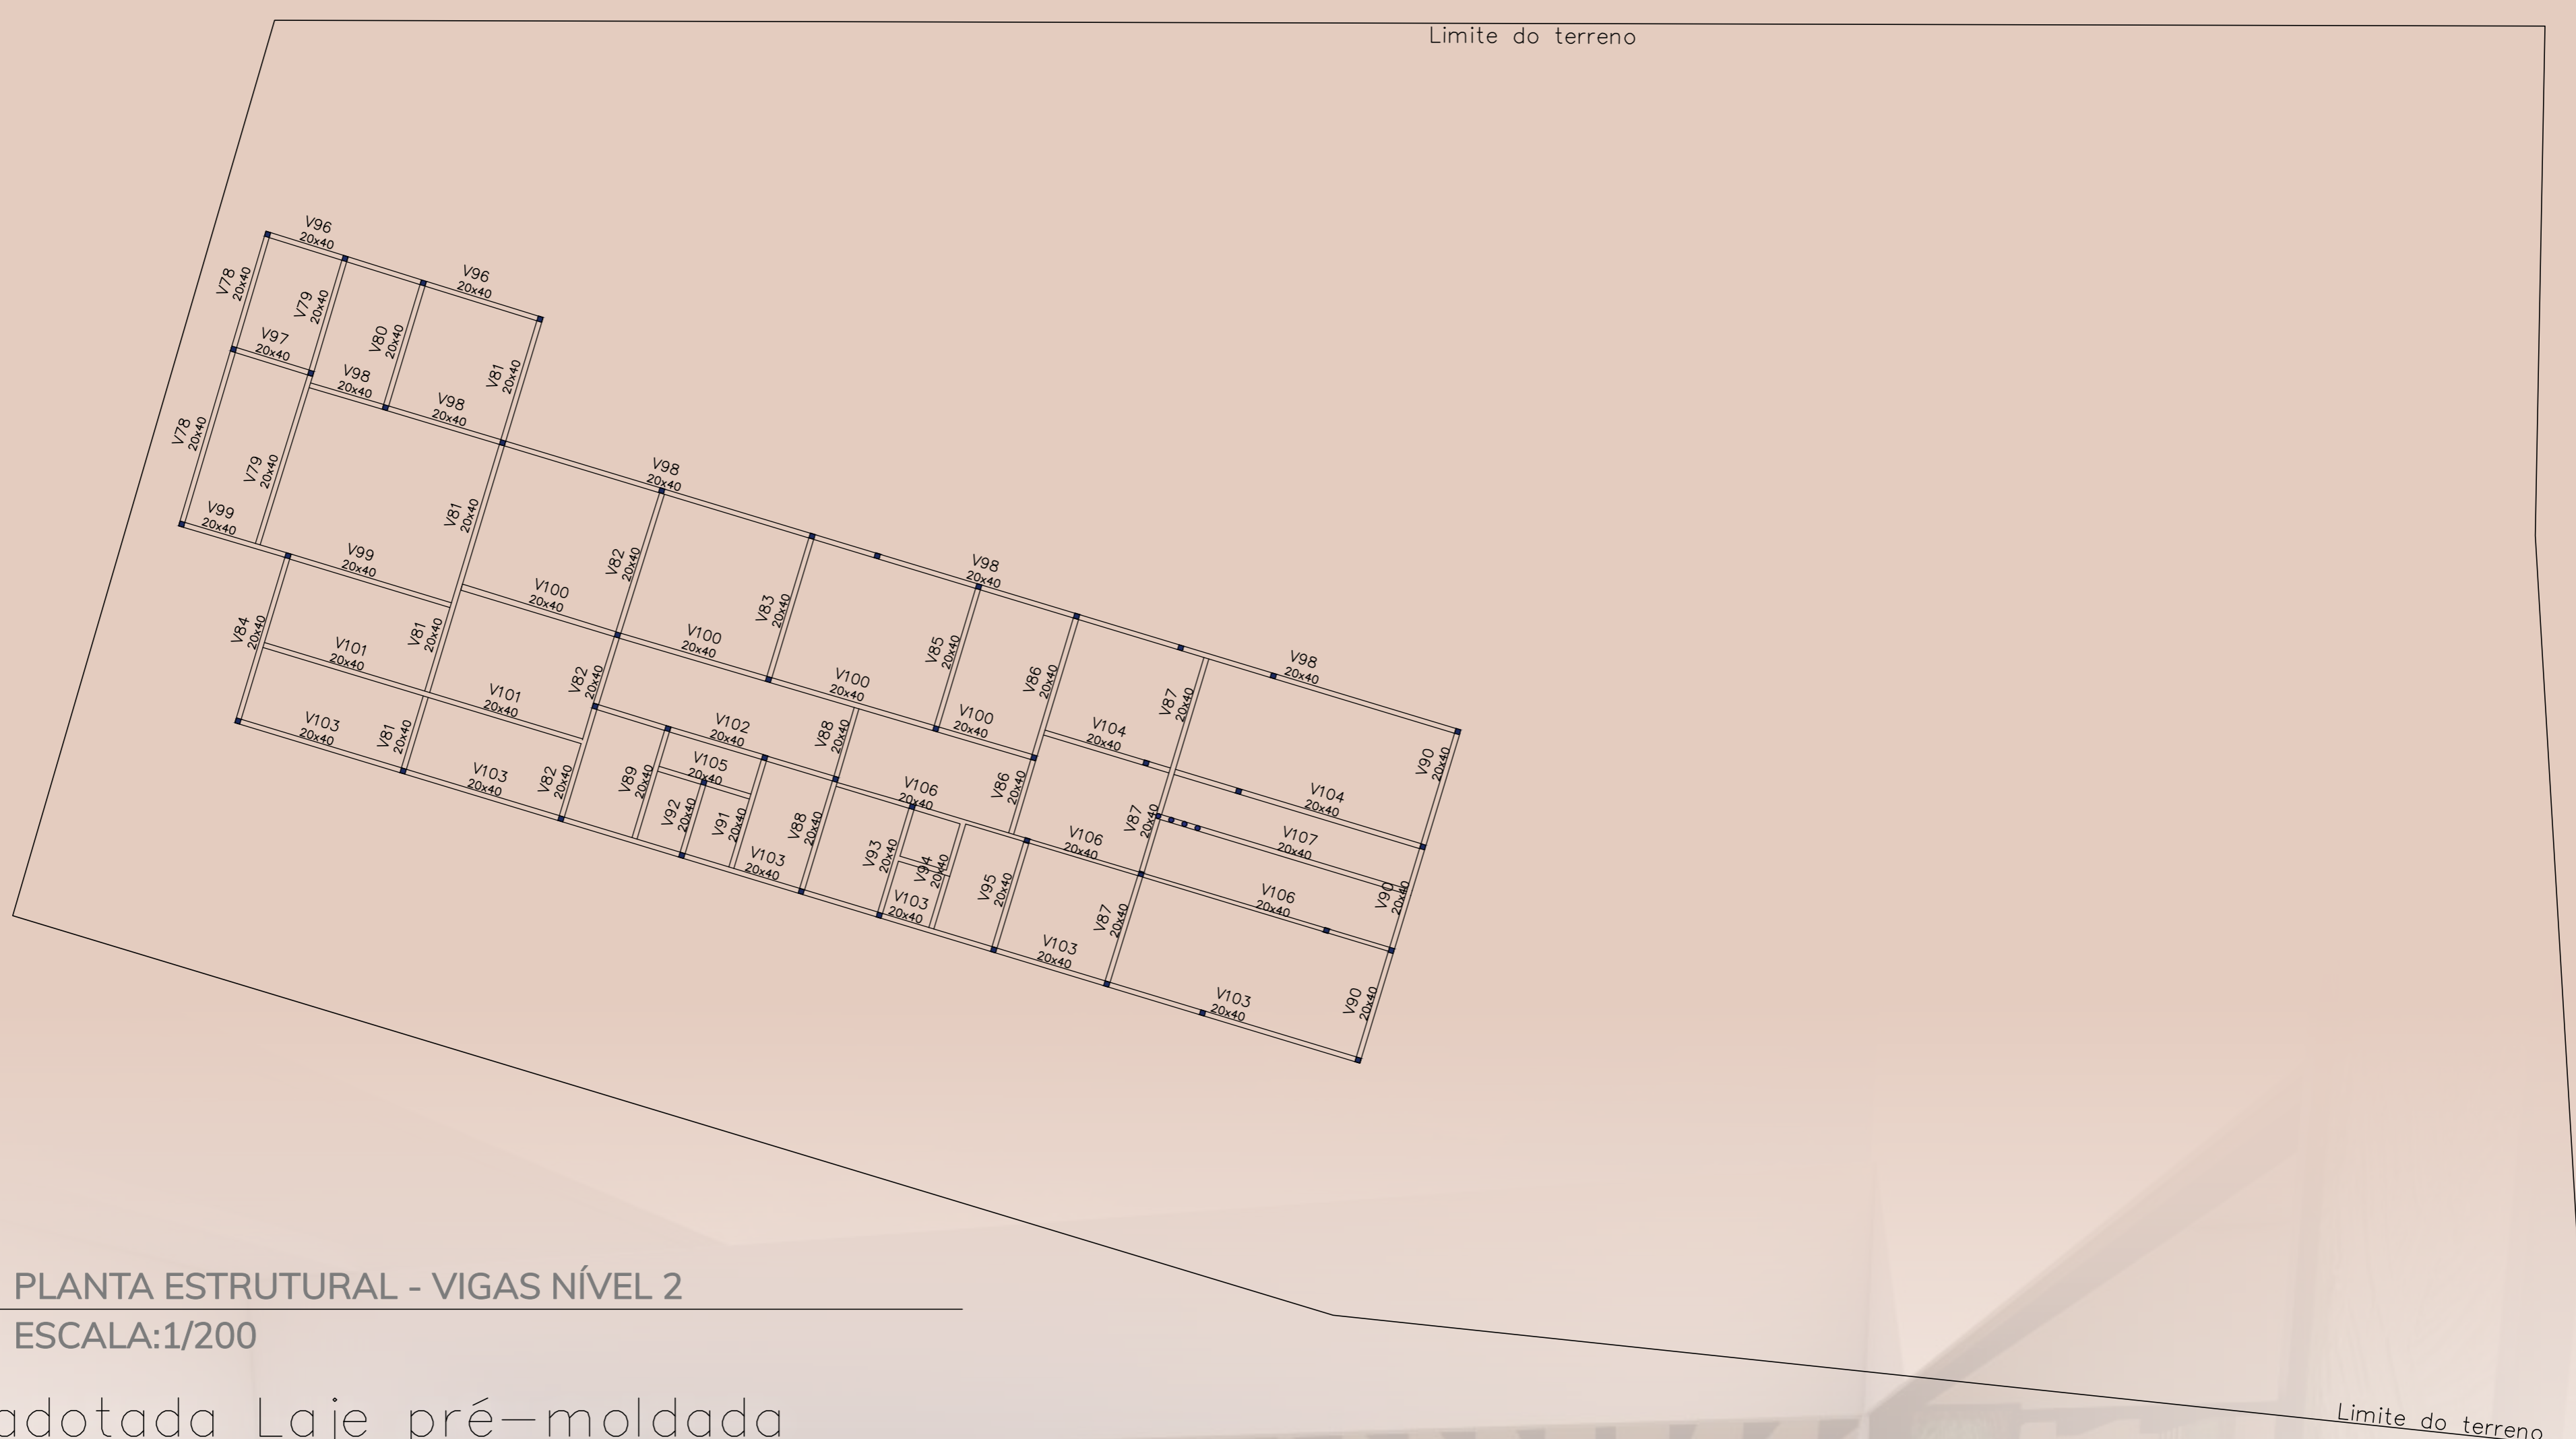 Limite do terreno
V96
20x40
V96
20x40
V78
20x40
V79
20x40
V80
20x40
V81
20x40
V97
20x40
V98
20x40
V98
20x40
V78
20x40
V79
20x40
V81
20x40
V98
20x40
V99
20x40
V99
20x40
V82
20x40
V83
20x40
V98
20x40
V100
20x40
V85
20x40
V86
20x40
V84
20x40
V81
20x40
V100
20x40
V87
20x40
V98
20x40
V101
20x40
V82
20x40
V100
20x40
V101
20x40
V88
20x40
V100
20x40
V104
20x40
V90
20x40
V103
20x40
V81
20x40
V102
20x40
V103
20x40
V82
20x40
V89
20x40
V105
20x40
V106
20x40
V86
20x40
V104
20x40
V92
20x40
V91
20x40
V88
20x40
V87
20x40
V107
20x40
V103
20x40
V93
20x40
V94
20x40
V106
20x40
V95
20x40
V106
20x40
V90
20x40
V103
20x40
V87
20x40
V103
20x40
V103
20x40
V90
20x40
PLANTA ESTRUTURAL - VIGAS NÍVEL 2
ESCALA:1/200
adotada Laje pré-moldada
Limite do terreno